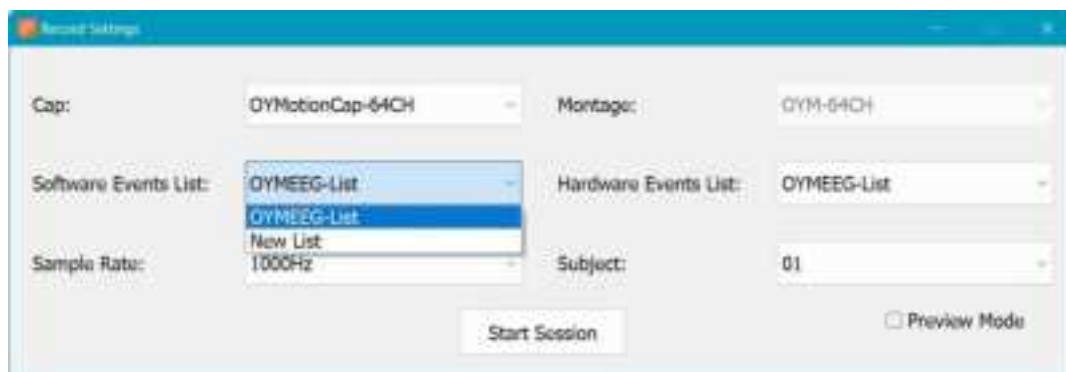 Record Settings
Cap: OYMotionCap-64CH Montage: OYM-64CH
Software Events List: OYMEEG-List Hardware Events List: OYMEEG-List
OYMEEG-List
New List
Sample Rate: 1000Hz Subject: 01
Start Session Preview Mode